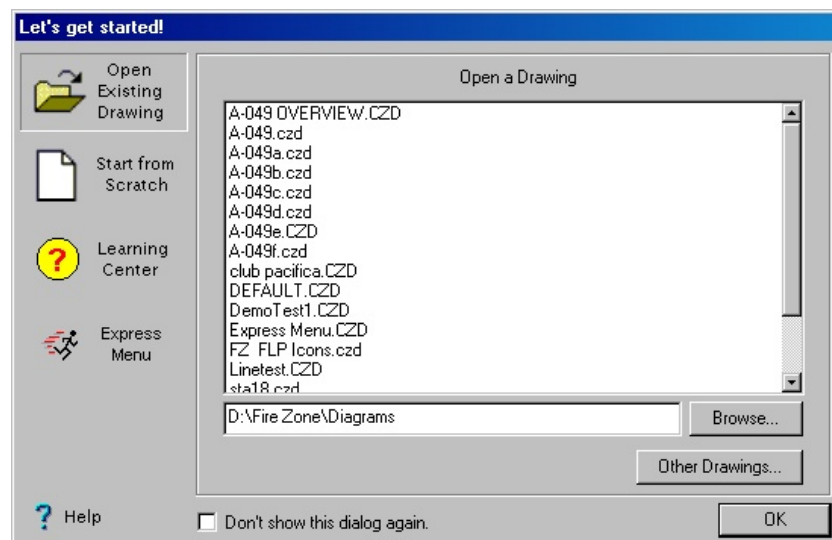 Let's get started!
Open
Existing
Drawing
Start from
Scratch
Learning
Center
Express
Menu
Help
Open a Drawing
A-049 OVERVIEW.CZD
A-049.czd
A-049a.czd
A-049b.czd
A-049c.czd
A-049d.czd
A-049e.CZD
A-049f.czd
club pacifica.CZD
DEFAULT.CZD
DemoTest1.CZD
Express Menu.CZD
FZ FLP Icons.czd
Linetest.CZD
sta18.czd
D:\Fire Zone\Diagrams
Browse...
Other Drawings...
Don't show this dialog again.
OK